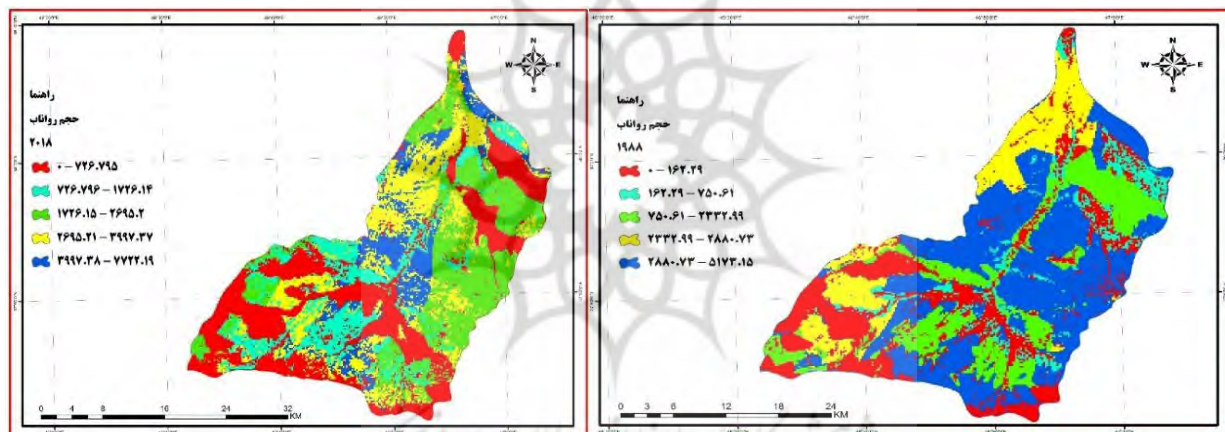 راهنما
حجم رواناب
۲۰۱۸
۰ – ۷۲۶.۷۹۵
۷۲۶.۷۹۶ – ۱۷۲۶.۱۴
۱۷۲۶.۱۵ – ۲۶۹۵.۲
۲۶۹۵.۲۱ – ۳۹۹۷.۳۷
۳۹۹۷.۳۸ – ۷۷۲۲.۱۹
N
W E
S
0 4 8 16 24 32
KM
راهنما
حجم رواناب
۱۹۸۸
۰ – ۱۶۲.۲۹
۱۶۲.۲۹ – ۷۵۰.۶۱
۷۵۰.۶۱ – ۲۳۳۲.۹۹
۲۳۳۲.۹۹ – ۲۸۸۰.۷۳
۲۸۸۰.۷۳ – ۵۱۷۳.۱۵
N
W E
S
0 3 6 12 18 24
KM